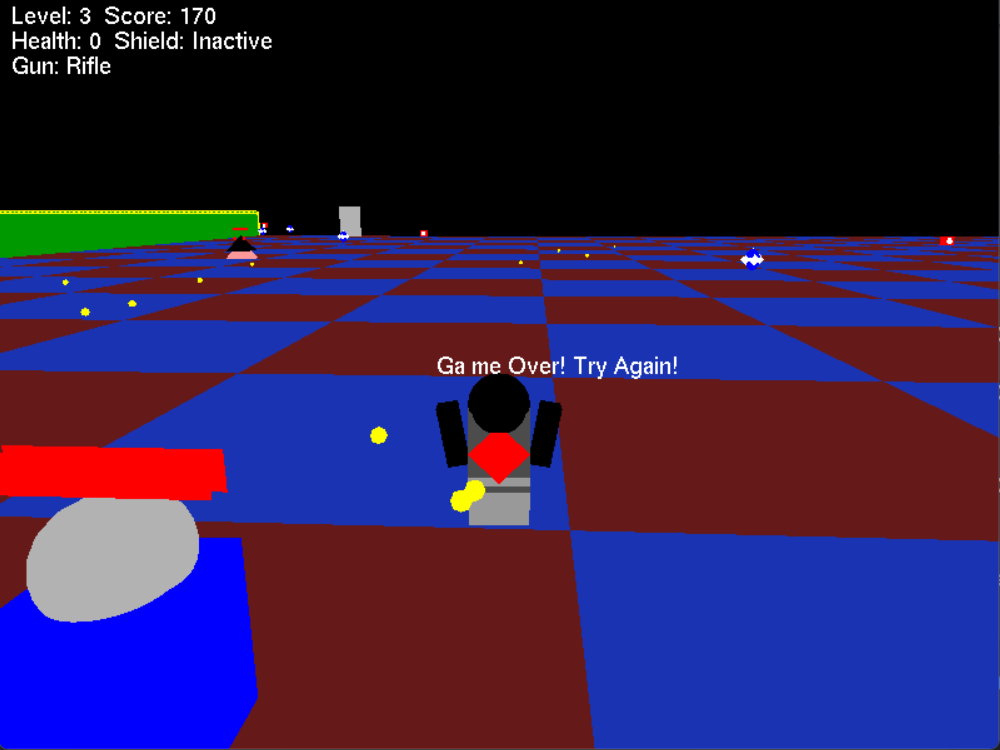 Level: 3  Score: 170
Health: 0  Shield: Inactive
Gun: Rifle
Ga me Over! Try Again!